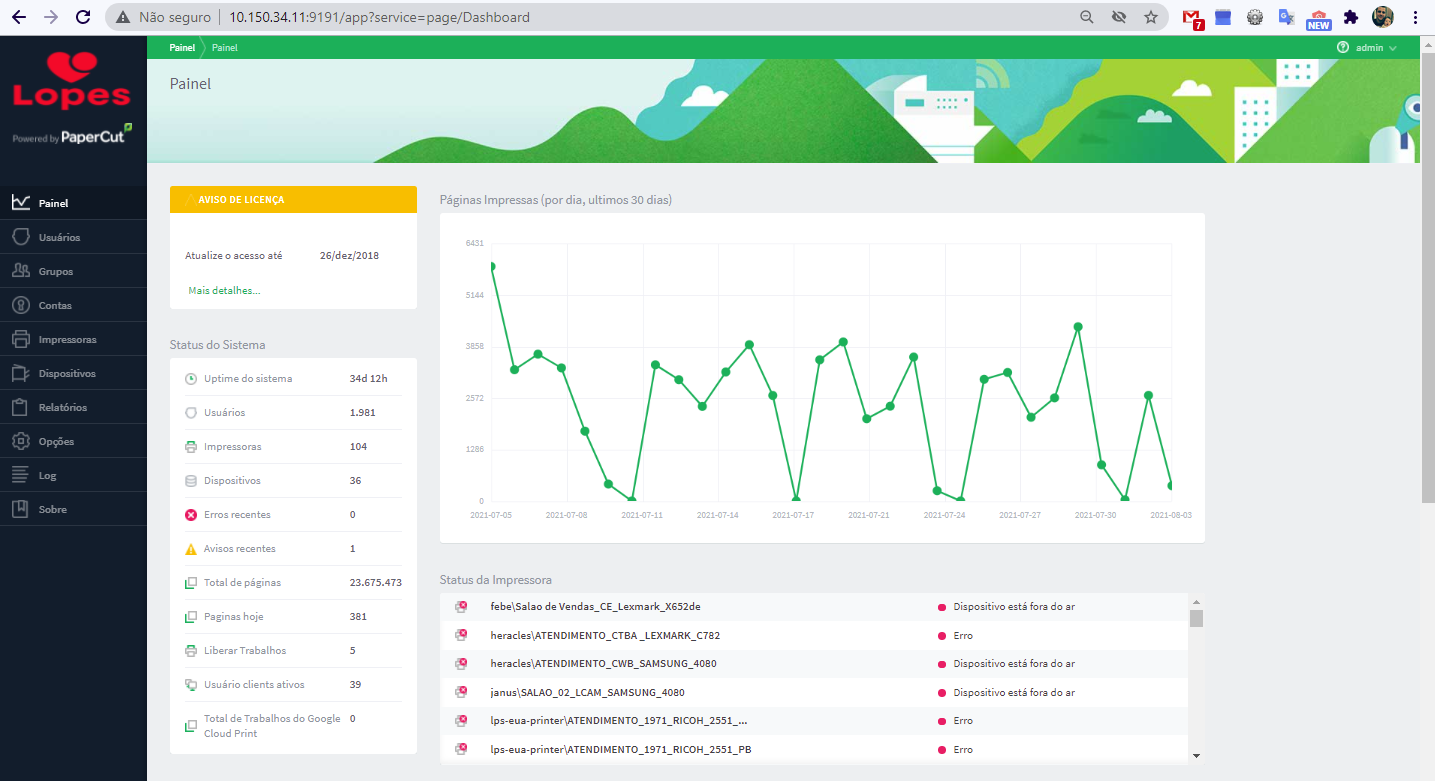 Não seguro | 10.150.34.11:9191/app?service=page/Dashboard
7
NEW
Lopes
Powered by PaperCut
Painel
Usuários
Grupos
Contas
Impressoras
Dispositivos
Relatórios
Opções
Log
Sobre
Painel Painel
admin
Painel
AVISO DE LICENÇA
Atualize o acesso até 26/dez/2018
Mais detalhes...
Status do Sistema
Uptime do sistema 34d 12h
Usuários 1.981
Impressoras 104
Dispositivos 36
Erros recentes 0
Avisos recentes 1
Total de páginas 23.675.473
Paginas hoje 381
Liberar Trabalhos 5
Usuário clients ativos 39
Total de Trabalhos do Google 0
Cloud Print
Páginas Impressas (por dia, ultimos 30 dias)
6431
5144
3858
2572
1286
0
2021-07-05 2021-07-08 2021-07-11 2021-07-14 2021-07-17 2021-07-21 2021-07-24 2021-07-27 2021-07-30 2021-08-03
Status da Impressora
febe\Salao de Vendas_CE_Lexmark_X652de Dispositivo está fora do ar
heracles\ATENDIMENTO_CTBA _LEXMARK_C782 Erro
heracles\ATENDIMENTO_CWB_SAMSUNG_4080 Dispositivo está fora do ar
janus\SALAO_02_LCAM_SAMSUNG_4080 Dispositivo está fora do ar
lps-eua-printer\ATENDIMENTO_1971_RICOH_2551_... Erro
lps-eua-printer\ATENDIMENTO_1971_RICOH_2551_PB Erro